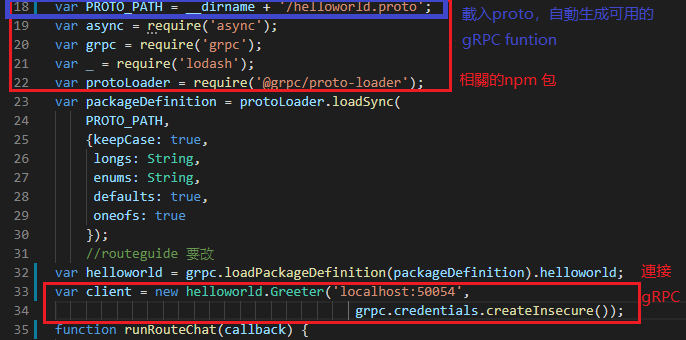 18 var PROTO_PATH = __dirname + '/helloworld.proto';
19 var async = require('async');
20 var grpc = require('grpc');
21 var _ = require('lodash');
22 var protoLoader = require('@grpc/proto-loader');
23 var packageDefinition = protoLoader.loadSync(
24 PROTO_PATH,
25 {keepCase: true,
26 longs: String,
27 enums: String,
28 defaults: true,
29 oneofs: true
30 });
31 //routeguide 要改
32 var helloworld = grpc.loadPackageDefinition(packageDefinition).helloworld;
33 var client = new helloworld.Greeter('localhost:50054',
34 grpc.credentials.createInsecure());
35 function runRouteChat(callback) {
載入proto，自動生成可用的
gRPC funtion
相關的npm 包
連接
gRPC